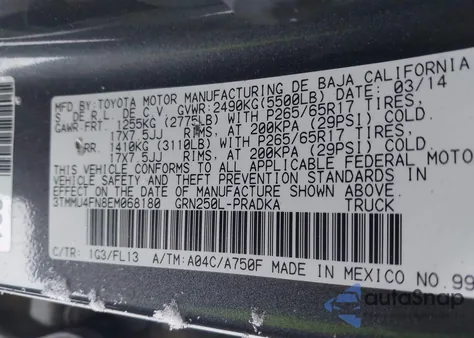 MFD. BY: TOYOTA MOTOR MANUFACTURING DE BAJA CALIFORNIA
S. DE R.L. DE C.V. GVWR: 2490KG(5500LB) 03/14
GAWR:FRT. 1255KG (2775LB) WITH P265/65R17 TIRES,
17X7.5JJ RIMS, AT 200KPA (29PSI) COLD.
RR. 1410KG (3110LB) WITH P265/65R17 TIRES,
17X7.5JJ RIMS, AT 200KPA (29PSI) COLD.
THIS VEHICLE CONFORMS TO ALL APPLICABLE FEDERAL MOTO
VEHICLE SAFETY, BUMPER, AND THEFT PREVENTION STANDARDS IN
EFFECT ON THE DATE OF MANUFACTURE SHOWN ABOVE.
3TMMU4FN8EM068180 GRN250L-PRADKA TRUCK
C/TR: 1G3/FL13 A/TM: A04C/A750F MADE IN MEXICO NO. 99
autoSnap